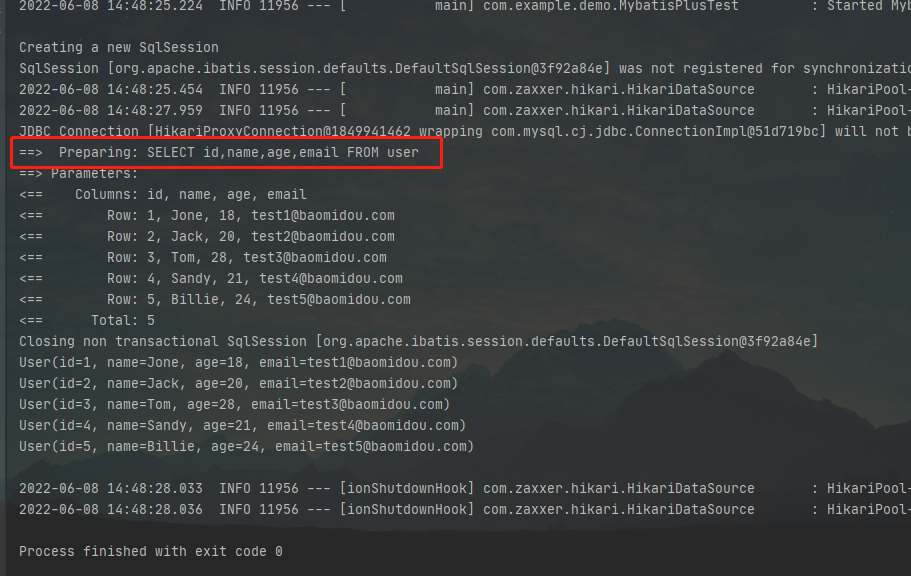 2022-06-08 14:48:25.224  INFO 11956 --- [           main] com.example.demo.MybatisPlusTest         : Started Myb
Creating a new SqlSession
SqlSession [org.apache.ibatis.session.defaults.DefaultSqlSession@3f92a84e] was not registered for synchronizatio
2022-06-08 14:48:25.454  INFO 11956 --- [           main] com.zaxxer.hikari.HikariDataSource       : HikariPool-
2022-06-08 14:48:27.959  INFO 11956 --- [           main] com.zaxxer.hikari.HikariDataSource       : HikariPool-
JDBC Connection [HikariProxyConnection@1849941462 wrapping com.mysql.cj.jdbc.ConnectionImpl@51d719bc] will not b
==>  Preparing: SELECT id,name,age,email FROM user
==> Parameters:
<==    Columns: id, name, age, email
<==        Row: 1, Jone, 18, test1@baomidou.com
<==        Row: 2, Jack, 20, test2@baomidou.com
<==        Row: 3, Tom, 28, test3@baomidou.com
<==        Row: 4, Sandy, 21, test4@baomidou.com
<==        Row: 5, Billie, 24, test5@baomidou.com
<==      Total: 5
Closing non transactional SqlSession [org.apache.ibatis.session.defaults.DefaultSqlSession@3f92a84e]
User(id=1, name=Jone, age=18, email=test1@baomidou.com)
User(id=2, name=Jack, age=20, email=test2@baomidou.com)
User(id=3, name=Tom, age=28, email=test3@baomidou.com)
User(id=4, name=Sandy, age=21, email=test4@baomidou.com)
User(id=5, name=Billie, age=24, email=test5@baomidou.com)
2022-06-08 14:48:28.033  INFO 11956 --- [ionShutdownHook] com.zaxxer.hikari.HikariDataSource       : HikariPool-
2022-06-08 14:48:28.036  INFO 11956 --- [ionShutdownHook] com.zaxxer.hikari.HikariDataSource       : HikariPool-
Process finished with exit code 0